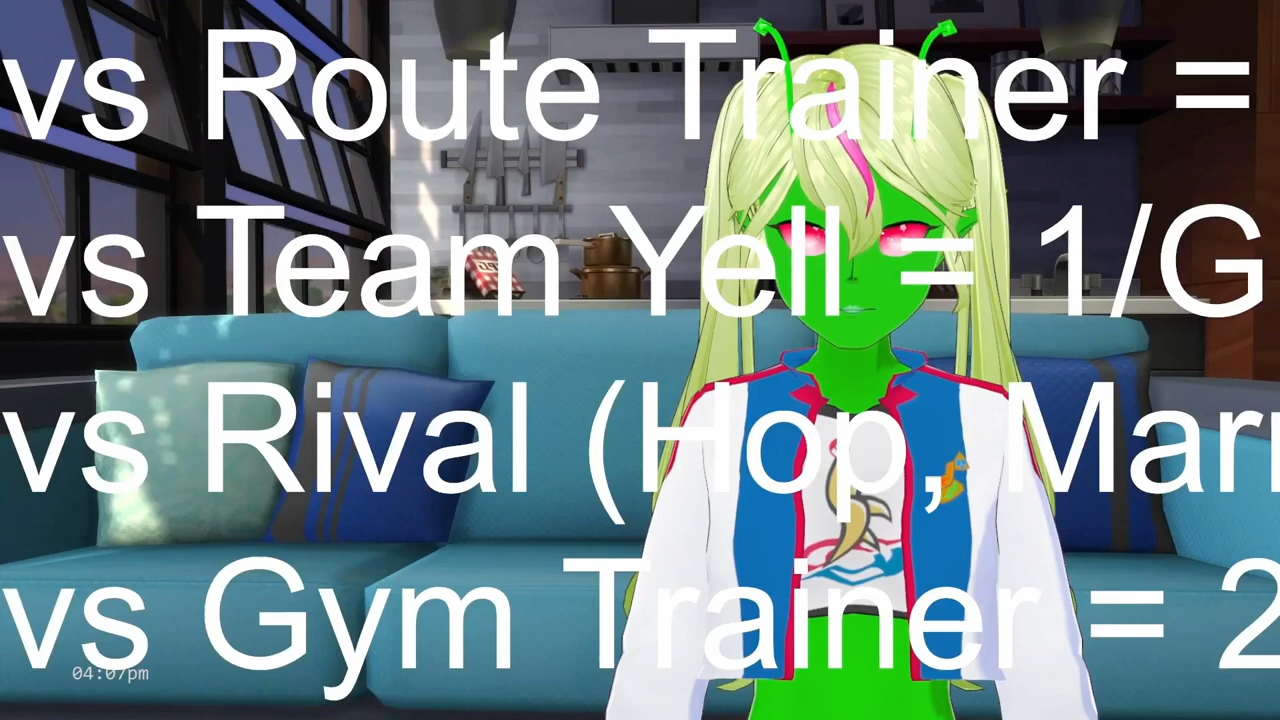 vs Route Trainer =
vs Team Yell = 1/G
vs Rival (Hop, Mar
vs Gym Trainer = 2
04:07pm